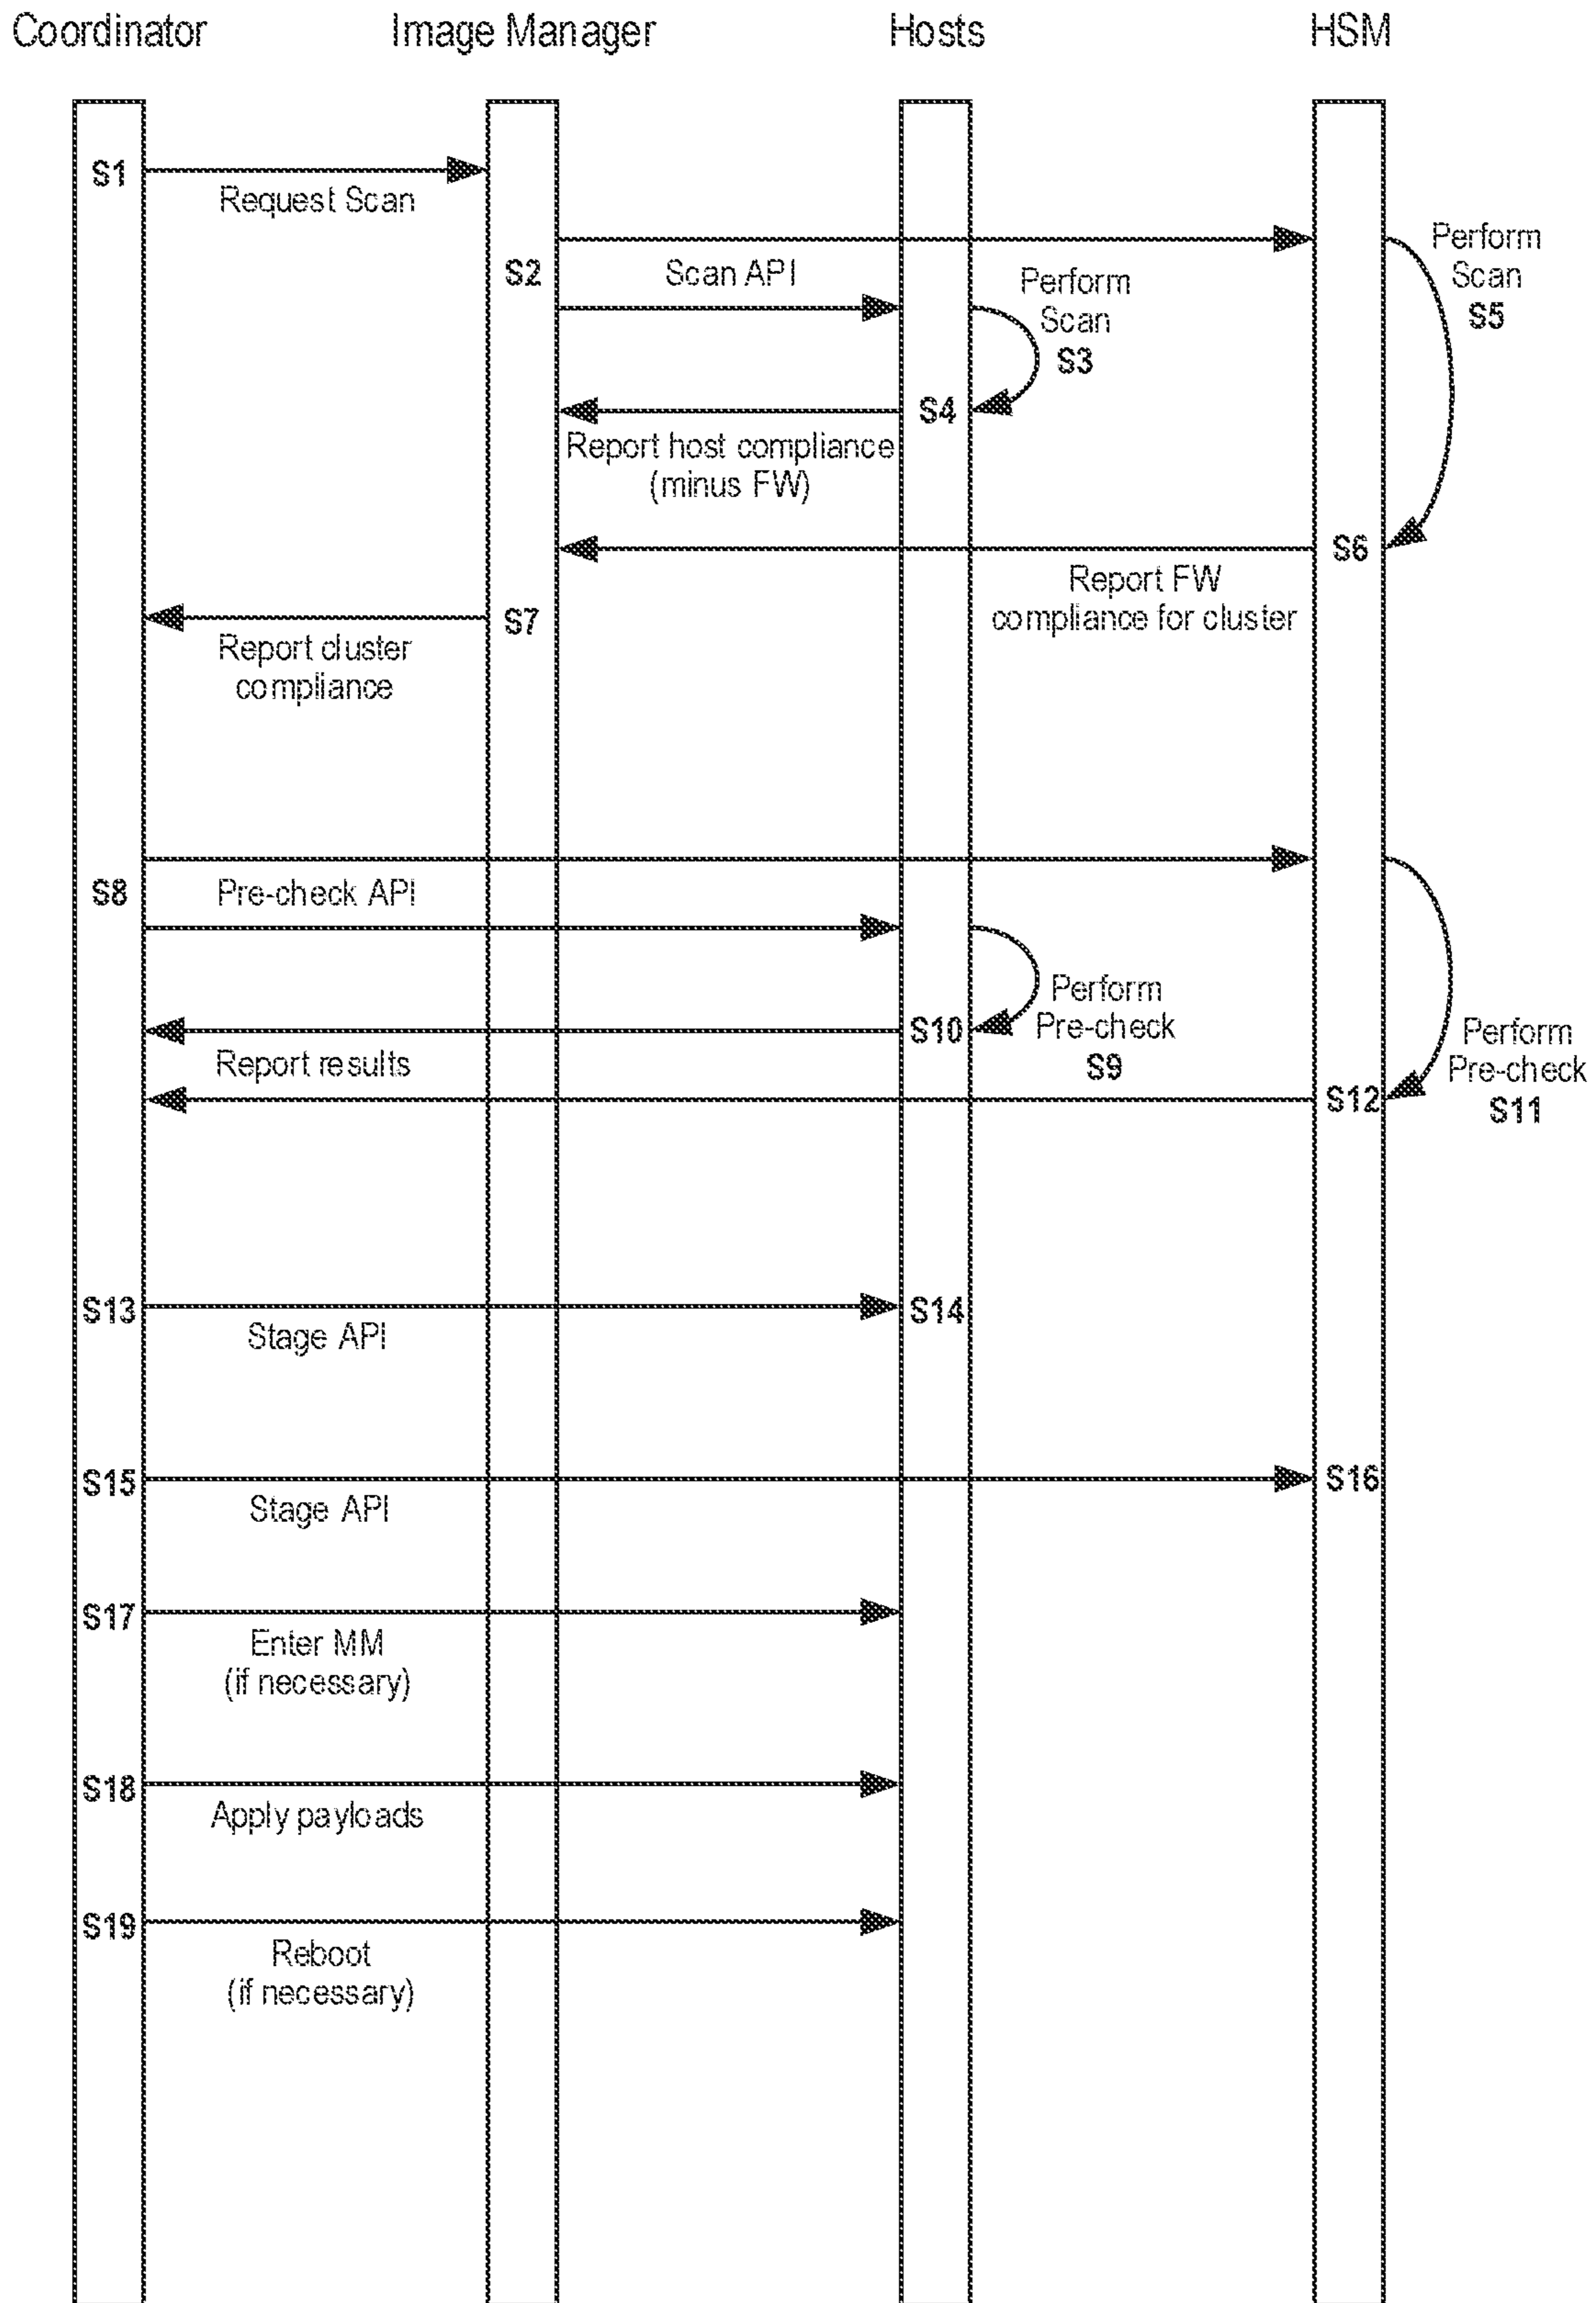 Coordinator
Image Manager
Hosts
HSM
S1
Request Scan
S2
Scan API
Perform
Scan
S3
Perform
Scan
S5
S4
Report host compliance
(minus FW)
S6
Report FW
compliance for cluster
S7
Report cluster
compliance
S8
Pre-check API
Perform
Pre-check
S9
S10
Report results
Perform
Pre-check
S11
S12
S13
Stage API
S14
S15
Stage API
S16
S17
Enter MM
(if necessary)
S18
Apply payloads
S19
Reboot
(if necessary)